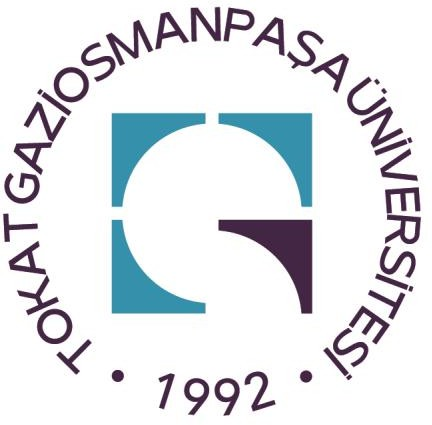 TOKAT GAZİOSMANPAŞA ÜNİVERSİTESİ
• 1992 •